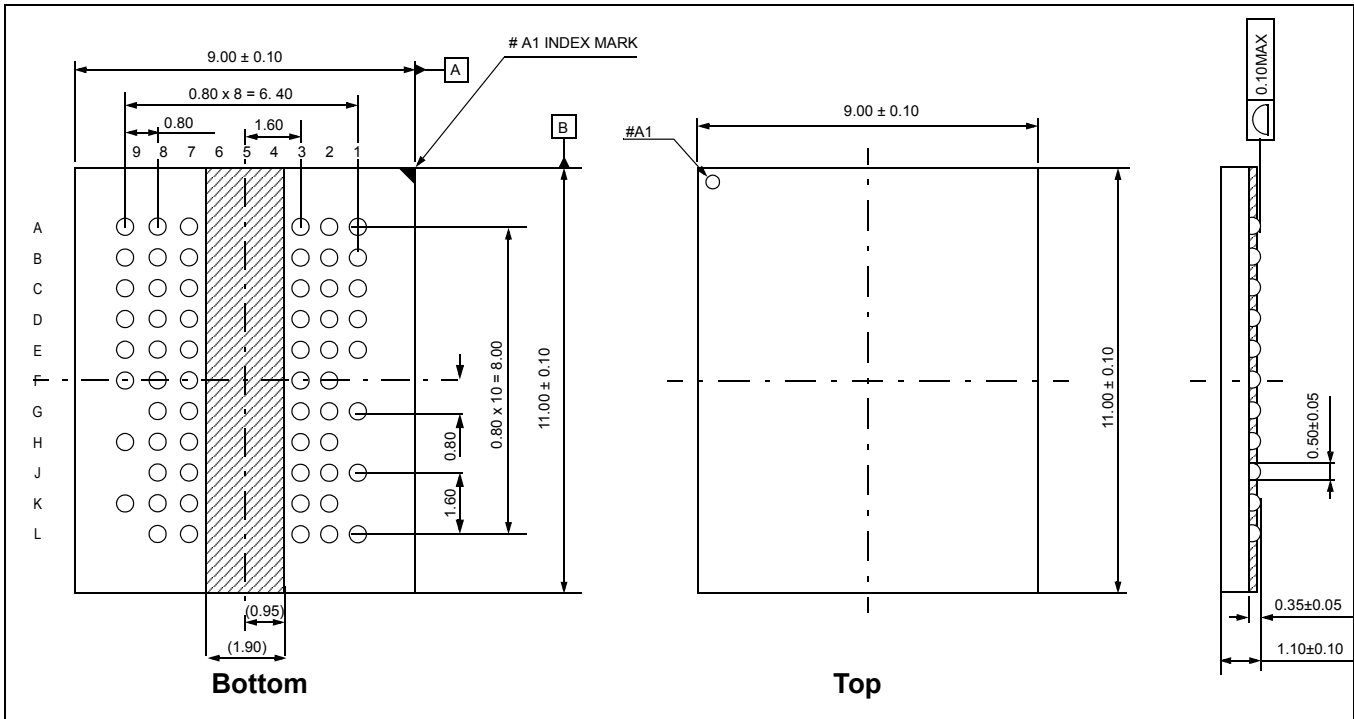 # A1 INDEX MARK
9.00 ± 0.10
A
0.80 x 8 = 6. 40
0.80
1.60
B
9 8 7 6 5 4 3 2 1
A
B
C
D
E
F
G
H
J
K
L
0.80
1.60
0.80 x 10 = 8.00
11.00 ± 0.10
(0.95)
(1.90)
Bottom
#A1
9.00 ± 0.10
11.00 ± 0.10
Top
0.10MAX
0.50±0.05
0.35±0.05
1.10±0.10